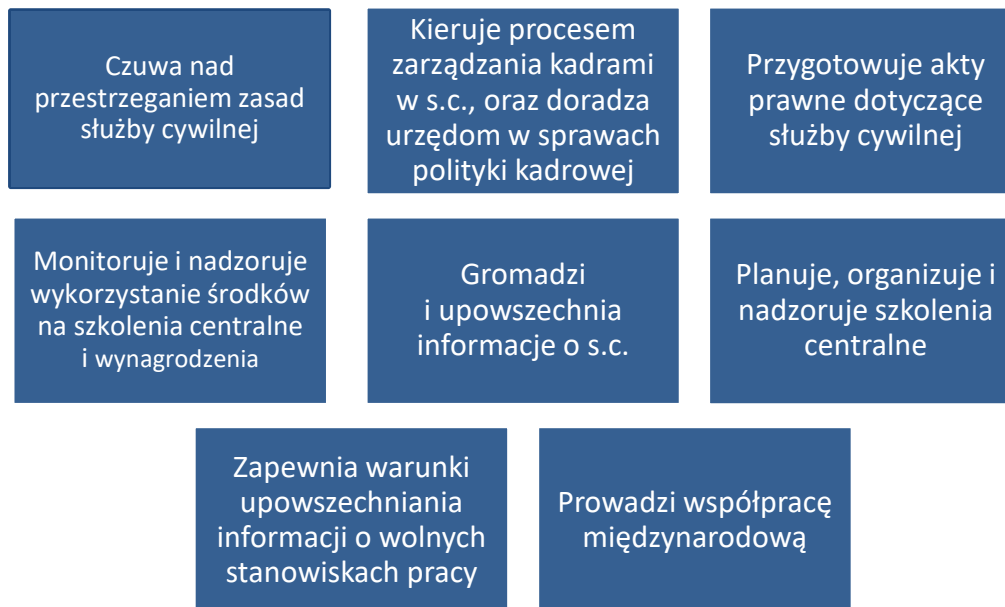 Czuwa nad
przestrzeganiem zasad
służby cywilnej
Kieruje procesem
zarządzania kadrami
w s.c., oraz doradza
urzędom w sprawach
polityki kadrowej
Przygotowuje akty
prawne dotyczące
służby cywilnej
Monitoruje i nadzoruje
wykorzystanie środków
na szkolenia centralne
i wynagrodzenia
Gromadzi
i upowszechnia
informacje o s.c.
Planuje, organizuje i
nadzoruje szkolenia
centralne
Zapewnia warunki
upowszechniania
informacji o wolnych
stanowiskach pracy
Prowadzi współpracę
międzynarodową